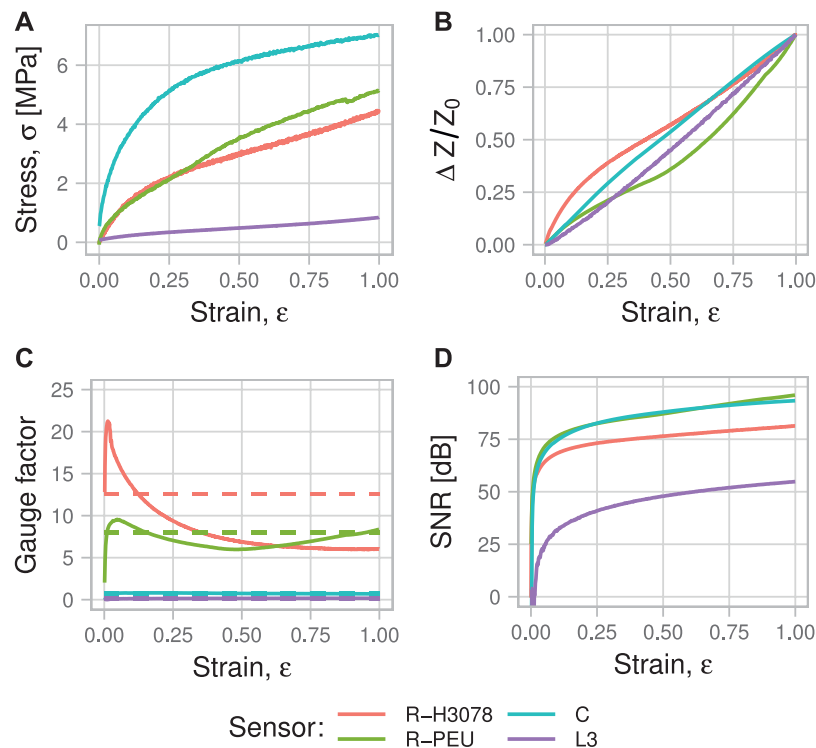 A
Stress, σ [MPa]
6
4
2
0
0.00 0.25 0.50 0.75 1.00
Strain, ε
B
Δ Z/Z0
1.00
0.75
0.50
0.25
0.00
0.00 0.25 0.50 0.75 1.00
Strain, ε
C
Gauge factor
25
20
15
10
5
0
0.00 0.25 0.50 0.75 1.00
Strain, ε
D
SNR [dB]
100
75
50
25
0
0.00 0.25 0.50 0.75 1.00
Strain, ε
Sensor:
R−H3078
R−PEU
C
L3